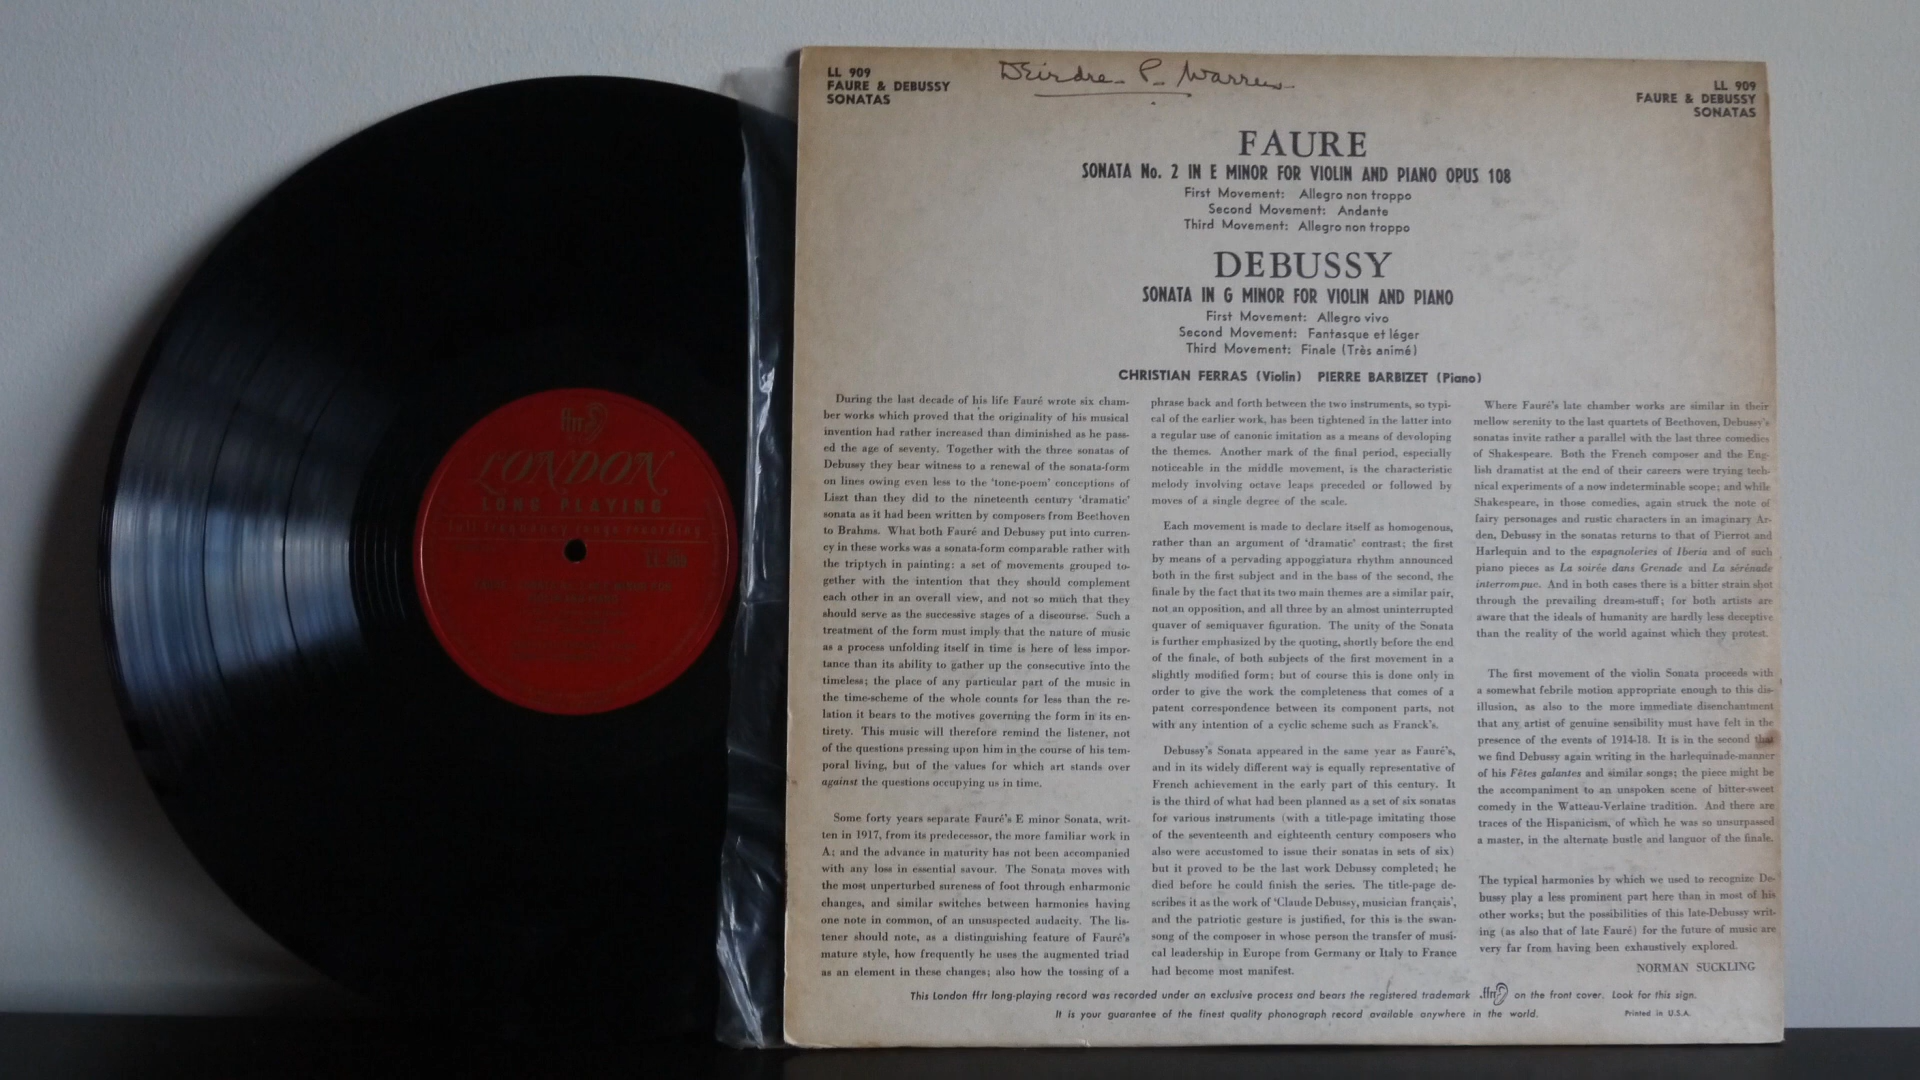 ffrr
LONDON
LONG PLAYING
full frequency range recording
LL 909
LL 909
FAURE & DEBUSSY
SONATAS
Deirdre P. Warren
LL 909
FAURE & DEBUSSY
SONATAS
FAURE
SONATA No. 2 IN E MINOR FOR VIOLIN AND PIANO OPUS 108
First Movement: Allegro non troppo
Second Movement: Andante
Third Movement: Allegro non troppo
DEBUSSY
SONATA IN G MINOR FOR VIOLIN AND PIANO
First Movement: Allegro vivo
Second Movement: Fantasque et léger
Third Movement: Finale (Très animé)
CHRISTIAN FERRAS (Violin) PIERRE BARBIZET (Piano)
During the last decade of his life Fauré wrote six cham-
ber works which proved that the originality of his musical
invention had rather increased than diminished as he pass-
ed the age of seventy. Together with the three sonatas of
Debussy they bear witness to a renewal of the sonata-form
on lines owing even less to the 'tone-poem' conceptions of
Liszt than they did to the nineteenth century 'dramatic'
sonata as it had been written by composers from Beethoven
to Brahms. What both Fauré and Debussy put into curren-
cy in these works was a sonata-form comparable rather with
the triptych in painting: a set of movements grouped to-
gether with the intention that they should complement
each other in an overall view, and not so much that they
should serve as the successive stages of a discourse. Such a
treatment of the form must imply that the nature of music
as a process unfolding itself in time is here of less impor-
tance than its ability to gather up the consecutive into the
timeless; the place of any particular part of the music in
the time-scheme of the whole counts for less than the re-
lation it bears to the motives governing the form in its en-
tirety. This music will therefore remind the listener, not
of the questions pressing upon him in the course of his tem-
poral living, but of the values for which art stands over
against the questions occupying us in time.
Some forty years separate Fauré's E minor Sonata, writ-
ten in 1917, from its predecessor, the more familiar work in
A; and the advance in maturity has not been accompanied
with any loss in essential savour. The Sonata moves with
the most unperturbed sureness of foot through enharmonic
changes, and similar switches between harmonies having
one note in common, of an unsuspected audacity. The lis-
tener should note, as a distinguishing feature of Fauré's
mature style, how frequently he uses the augmented triad
as an element in these changes; also how the tossing of a
phrase back and forth between the two instruments, so typi-
cal of the earlier work, has been tightened in the latter into
a regular use of canonic imitation as a means of devoloping
the themes. Another mark of the final period, especially
noticeable in the middle movement, is the characteristic
melody involving octave leaps preceded or followed by
moves of a single degree of the scale.
Each movement is made to declare itself as homogenous,
rather than an argument of 'dramatic' contrast; the first
by means of a pervading appoggiatura rhythm announced
both in the first subject and in the bass of the second, the
finale by the fact that its two main themes are a similar pair,
not an opposition, and all three by an almost uninterrupted
quaver of semiquaver figuration. The unity of the Sonata
is further emphasized by the quoting, shortly before the end
of the finale, of both subjects of the first movement in a
slightly modified form; but of course this is done only in
order to give the work the completeness that comes of a
patent correspondence between its component parts, not
with any intention of a cyclic scheme such as Franck's.
Debussy's Sonata appeared in the same year as Fauré's,
and in its widely different way is equally representative of
French achievement in the early part of this century. It
is the third of what had been planned as a set of six sonatas
for various instruments (with a title-page imitating those
of the seventeenth and eighteenth century composers who
also were accustomed to issue their sonatas in sets of six)
but it proved to be the last work Debussy completed; he
died before he could finish the series. The title-page de-
scribes it as the work of 'Claude Debussy, musician français',
and the patriotic gesture is justified, for this is the swan-
song of the composer in whose person the transfer of musi-
cal leadership in Europe from Germany or Italy to France
had become most manifest.
Where Fauré's late chamber works are similar in their
mellow serenity to the last quartets of Beethoven, Debussy's
sonatas invite rather a parallel with the last three comedies
of Shakespeare. Both the French composer and the Eng-
lish dramatist at the end of their careers were trying tech-
nical experiments of a now indeterminable scope; and while
Shakespeare, in those comedies, again struck the note of
fairy personages and rustic characters in an imaginary Ar-
den, Debussy in the sonatas returns to that of Pierrot and
Harlequin and to the espagnoleries of Iberia and of such
piano pieces as La soirée dans Grenade and La sérénade
interrompue. And in both cases there is a bitter strain shot
through the prevailing dream-stuff; for both artists are
aware that the ideals of humanity are hardly less deceptive
than the reality of the world against which they protest.
The first movement of the violin Sonata proceeds with
a somewhat febrile motion appropriate enough to this dis-
illusion, as also to the more immediate disenchantment
that any artist of genuine sensibility must have felt in the
presence of the events of 1914-18. It is in the second that
we find Debussy again writing in the harlequinade-manner
of his Fêtes galantes and similar songs; the piece might be
the accompaniment to an unspoken scene of bitter-sweet
comedy in the Watteau-Verlaine tradition. And there are
traces of the Hispanicism, of which he was so unsurpassed
a master, in the alternate bustle and languor of the finale.
The typical harmonies by which we used to recognize De-
bussy play a less prominent part here than in most of his
other works; but the possibilities of this late-Debussy writ-
ing (as also that of late Fauré) for the future of music are
very far from having been exhaustively explored.
NORMAN SUCKLING
This London ffrr long-playing record was recorded under an exclusive process and bears the registered trademark ffrr on the front cover. Look for this sign.
It is your guarantee of the finest quality phonograph record available anywhere in the world.
Printed in U.S.A.